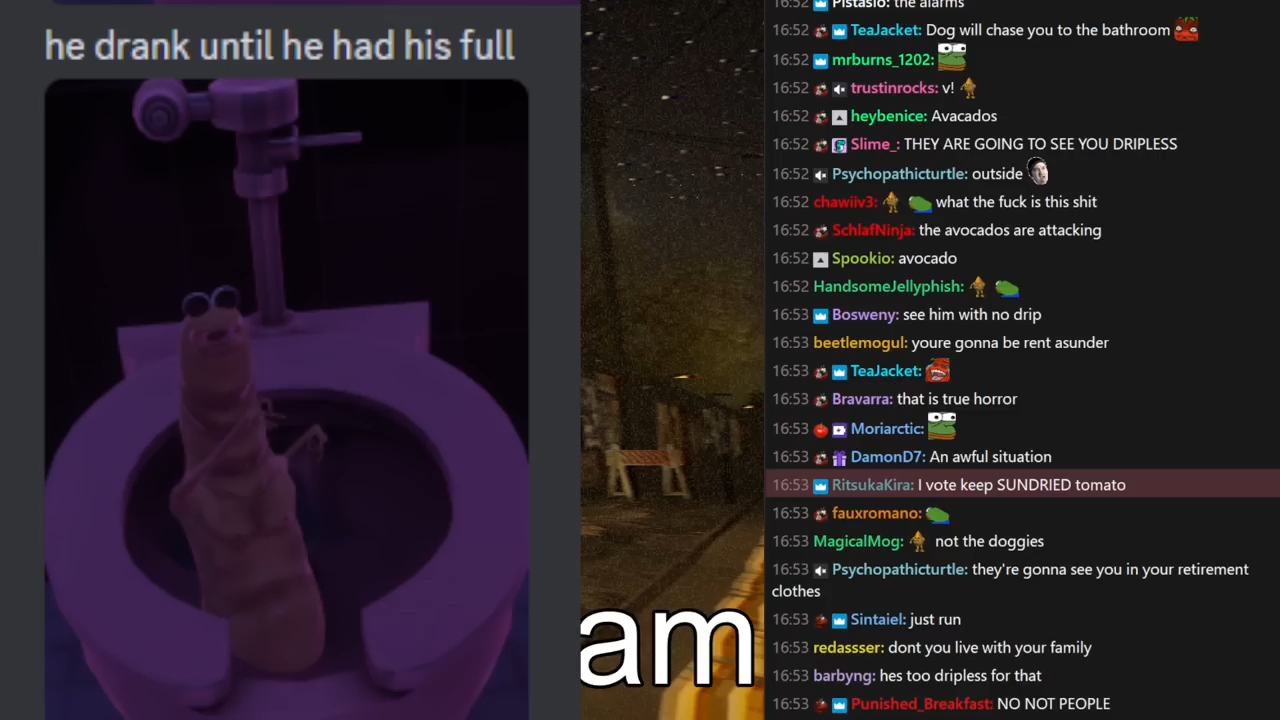 he drank until he had his full
am
16:52 Pistasio: the alarms
16:52 TeaJacket: Dog will chase you to the bathroom
16:52 mrburns_1202:
16:52 trustinrocks: v!
16:52 heybenice: Avacados
16:52 Slime_: THEY ARE GOING TO SEE YOU DRIPLESS
16:52 Psychopathicturtle: outside
16:52 chawiiv3: what the fuck is this shit
16:52 SchlafNinja: the avocados are attacking
16:52 Spookio: avocado
16:52 HandsomeJellyphish:
16:53 Bosweny: see him with no drip
16:53 beetlemogul: youre gonna be rent asunder
16:53 TeaJacket:
16:53 Bravarra: that is true horror
16:53 Moriarctic:
16:53 DamonD7: An awful situation
16:53 RitsukaKira: I vote keep SUNDRIED tomato
16:53 fauxromano:
16:53 MagicalMog: not the doggies
16:53 Psychopathicturtle: they're gonna see you in your retirement
clothes
16:53 Sintaiel: just run
16:53 redassser: dont you live with your family
16:53 barbyng: hes too dripless for that
16:53 Punished_Breakfast: NO NOT PEOPLE